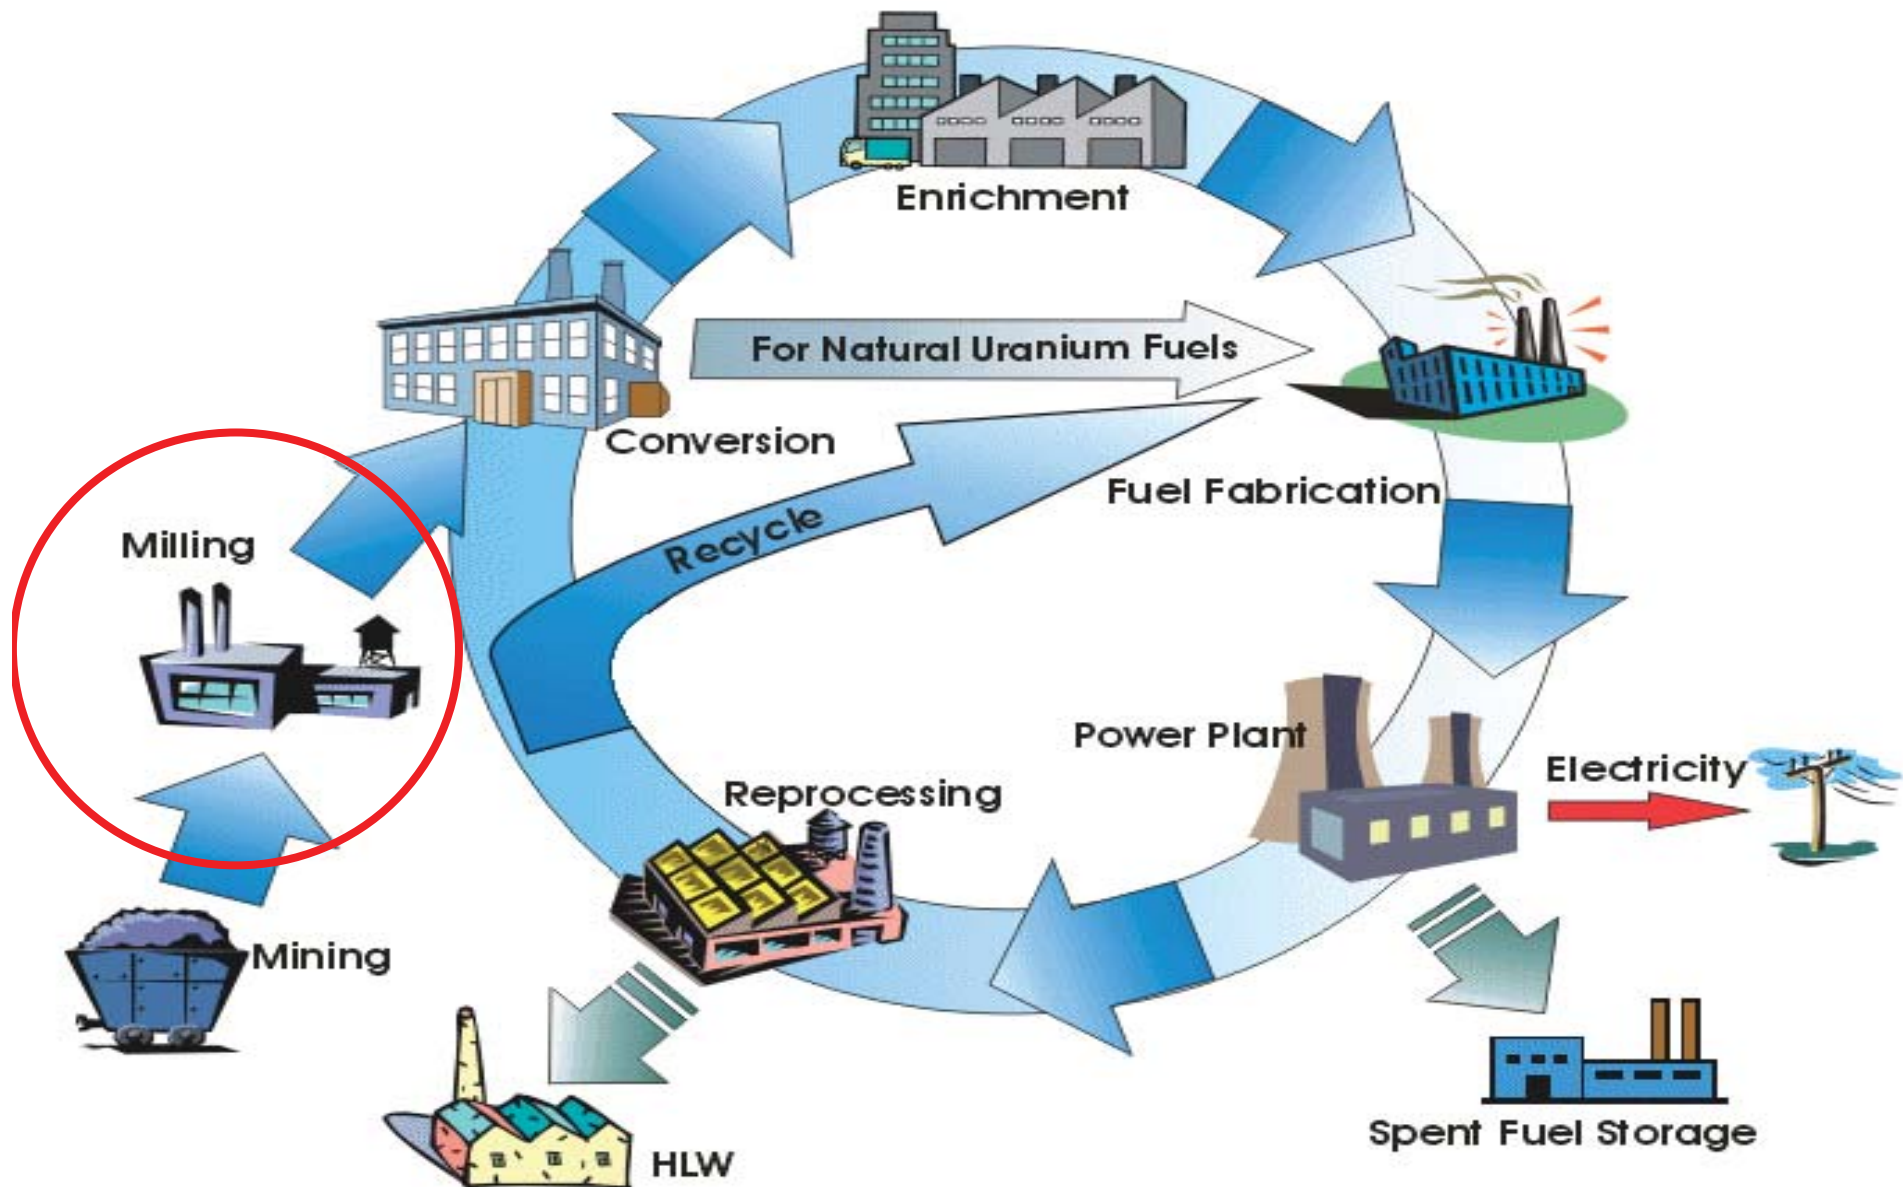 Enrichment
For Natural Uranium Fuels
Conversion
Fuel Fabrication
Recycle
Milling
Power Plant
Electricity
Reprocessing
Mining
Spent Fuel Storage
HLW